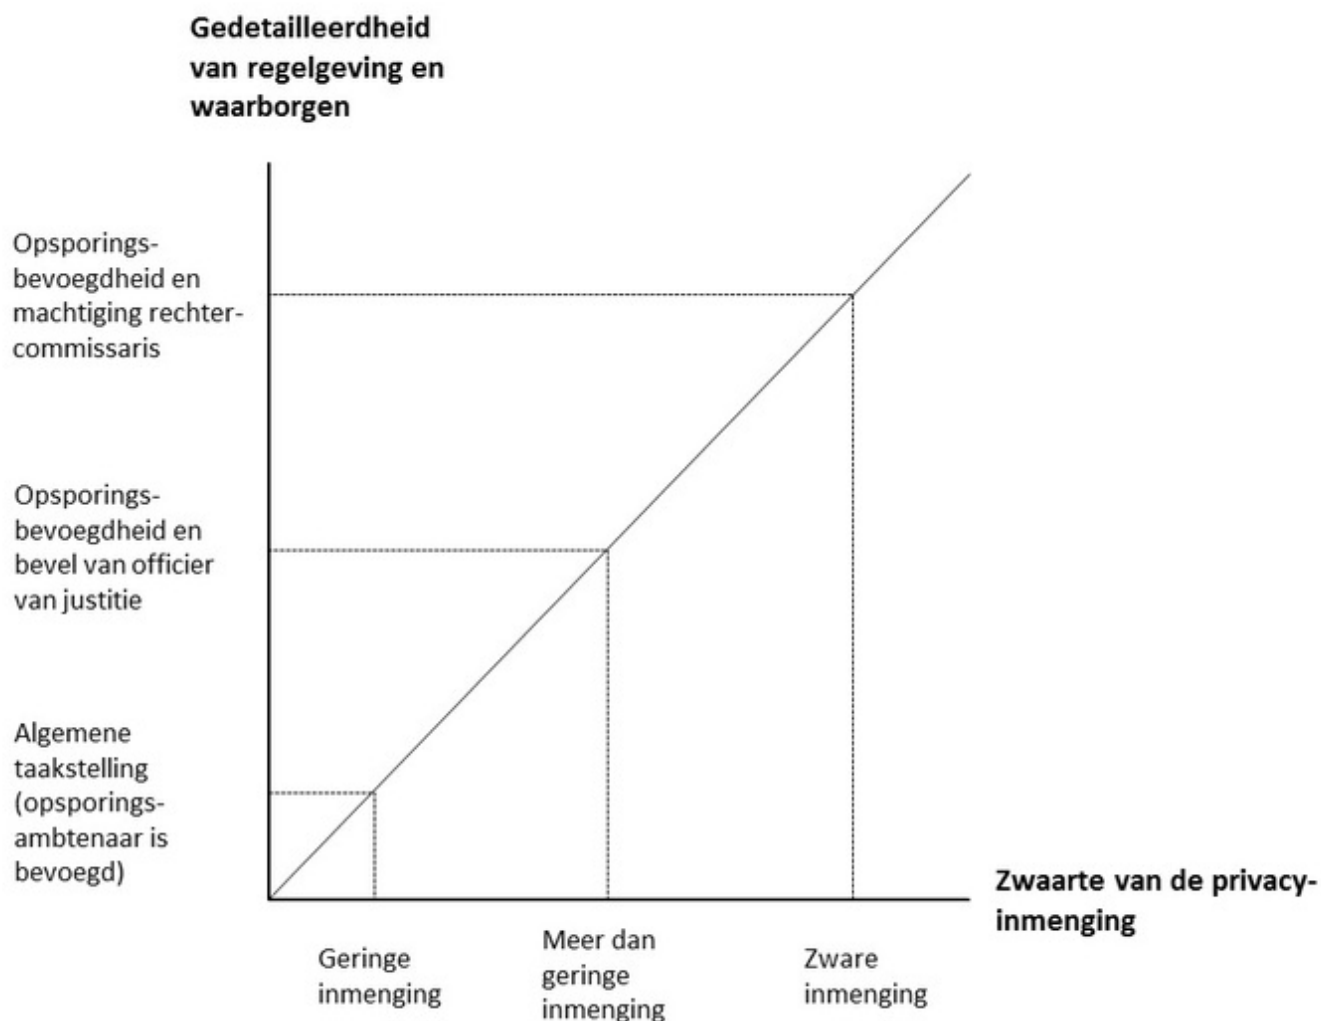 Gedetailleerdheid
van regelgeving en
waarborgen
Opsporings-
bevoegdheid en
machtiging rechter-
commissaris
Opsporings-
bevoegdheid en
bevel van officier
van justitie
Algemene
taakstelling
(opsporings-
ambtenaar is
bevoegd)
Zwaarte van de privacy-
inmenging
Geringe
inmenging
Meer dan
geringe
inmenging
Zware
inmenging